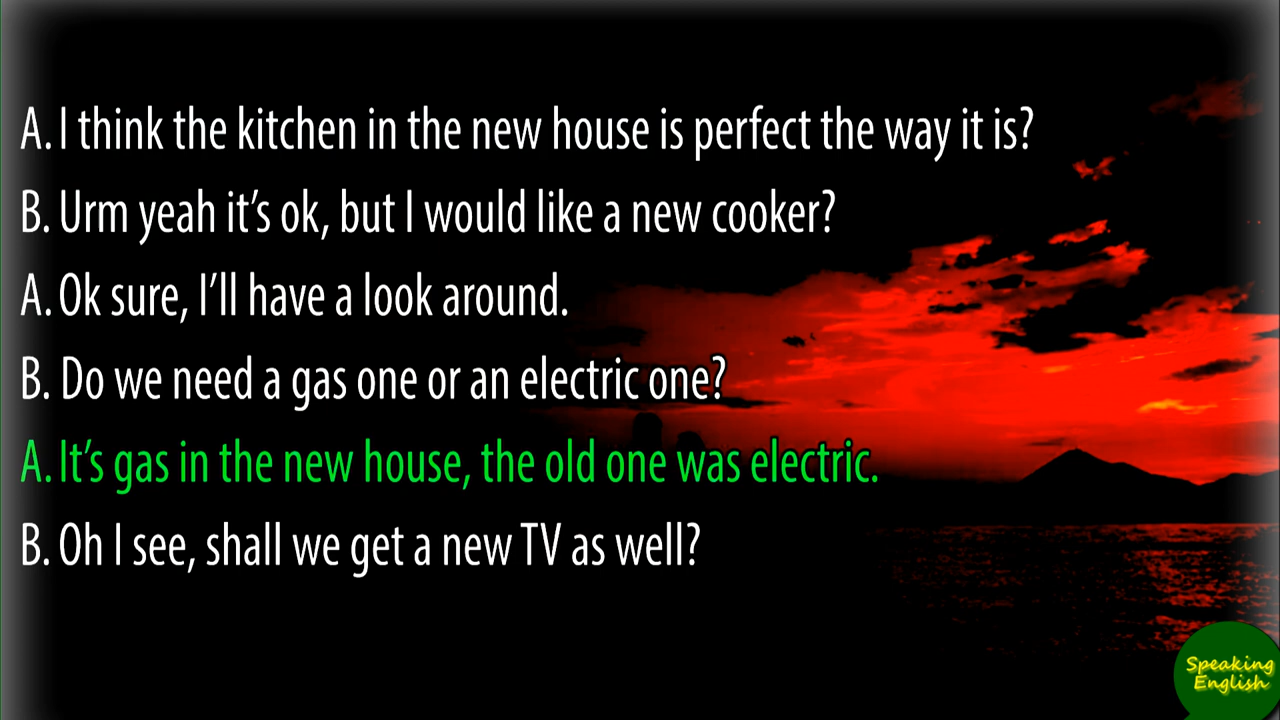 A. I think the kitchen in the new house is perfect the way it is?
B. Urm yeah it's ok, but I would like a new cooker?
A. Ok sure, I'll have a look around.
B. Do we need a gas one or an electric one?
A. It's gas in the new house, the old one was electric.
B. Oh I see, shall we get a new TV as well?
Speaking
English